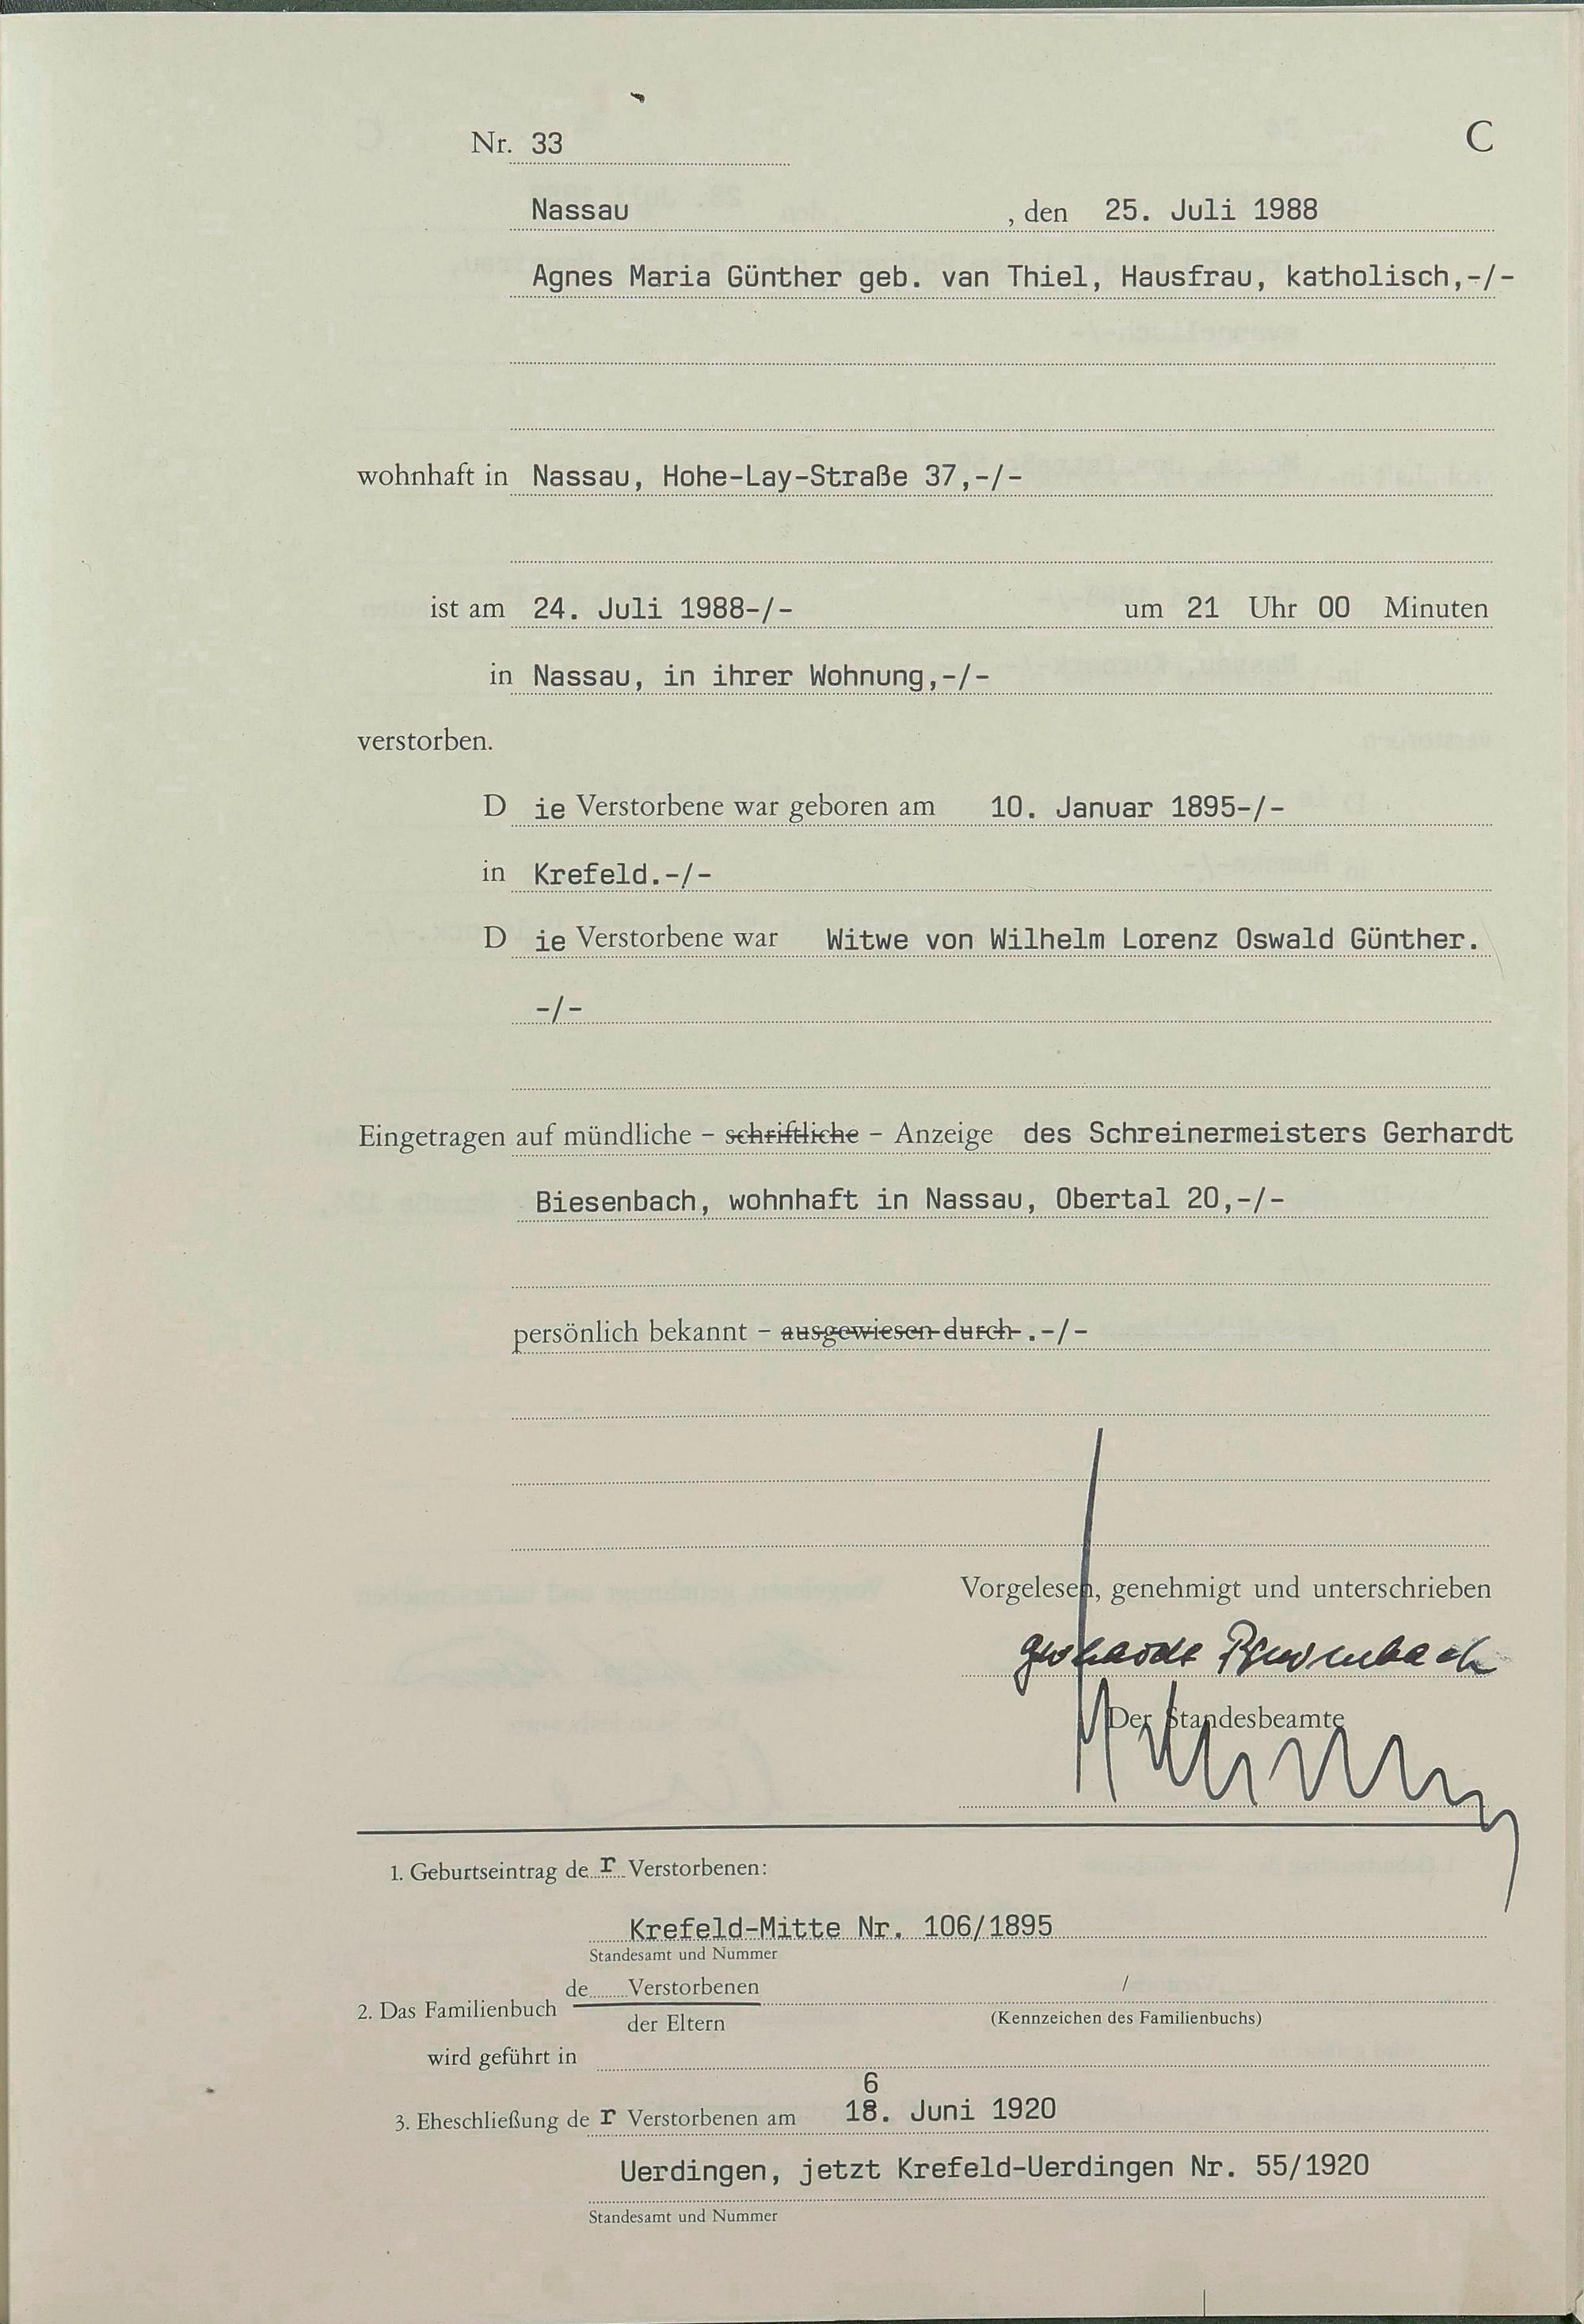 Nr. 33
C
Nassau , den 25. Juli 1988
Agnes Maria Günther geb. van Thiel, Hausfrau, katholisch,-/-
wohnhaft in Nassau, Hohe-Lay-Straße 37,-/-
ist am 24. Juli 1988-/- um 21 Uhr 00 Minuten
in Nassau, in ihrer Wohnung,-/-
verstorben.
D ie Verstorbene war geboren am 10. Januar 1895-/-
in Krefeld.-/-
D ie Verstorbene war Witwe von Wilhelm Lorenz Oswald Günther.
-/-
Eingetragen auf mündliche - schriftliche - Anzeige des Schreinermeisters Gerhardt
Biesenbach, wohnhaft in Nassau, Obertal 20,-/-
persönlich bekannt - ausgewiesen durch .-/-
Vorgelesen, genehmigt und unterschrieben
Gerhardt Biesenbach
Der Standesbeamte
1. Geburtseintrag de r Verstorbenen:
Krefeld-Mitte Nr. 106/1895
Standesamt und Nummer
de Verstorbenen /
2. Das Familienbuch
der Eltern (Kennzeichen des Familienbuchs)
wird geführt in
6
3. Eheschließung de r Verstorbenen am 18. Juni 1920
Uerdingen, jetzt Krefeld-Uerdingen Nr. 55/1920
Standesamt und Nummer